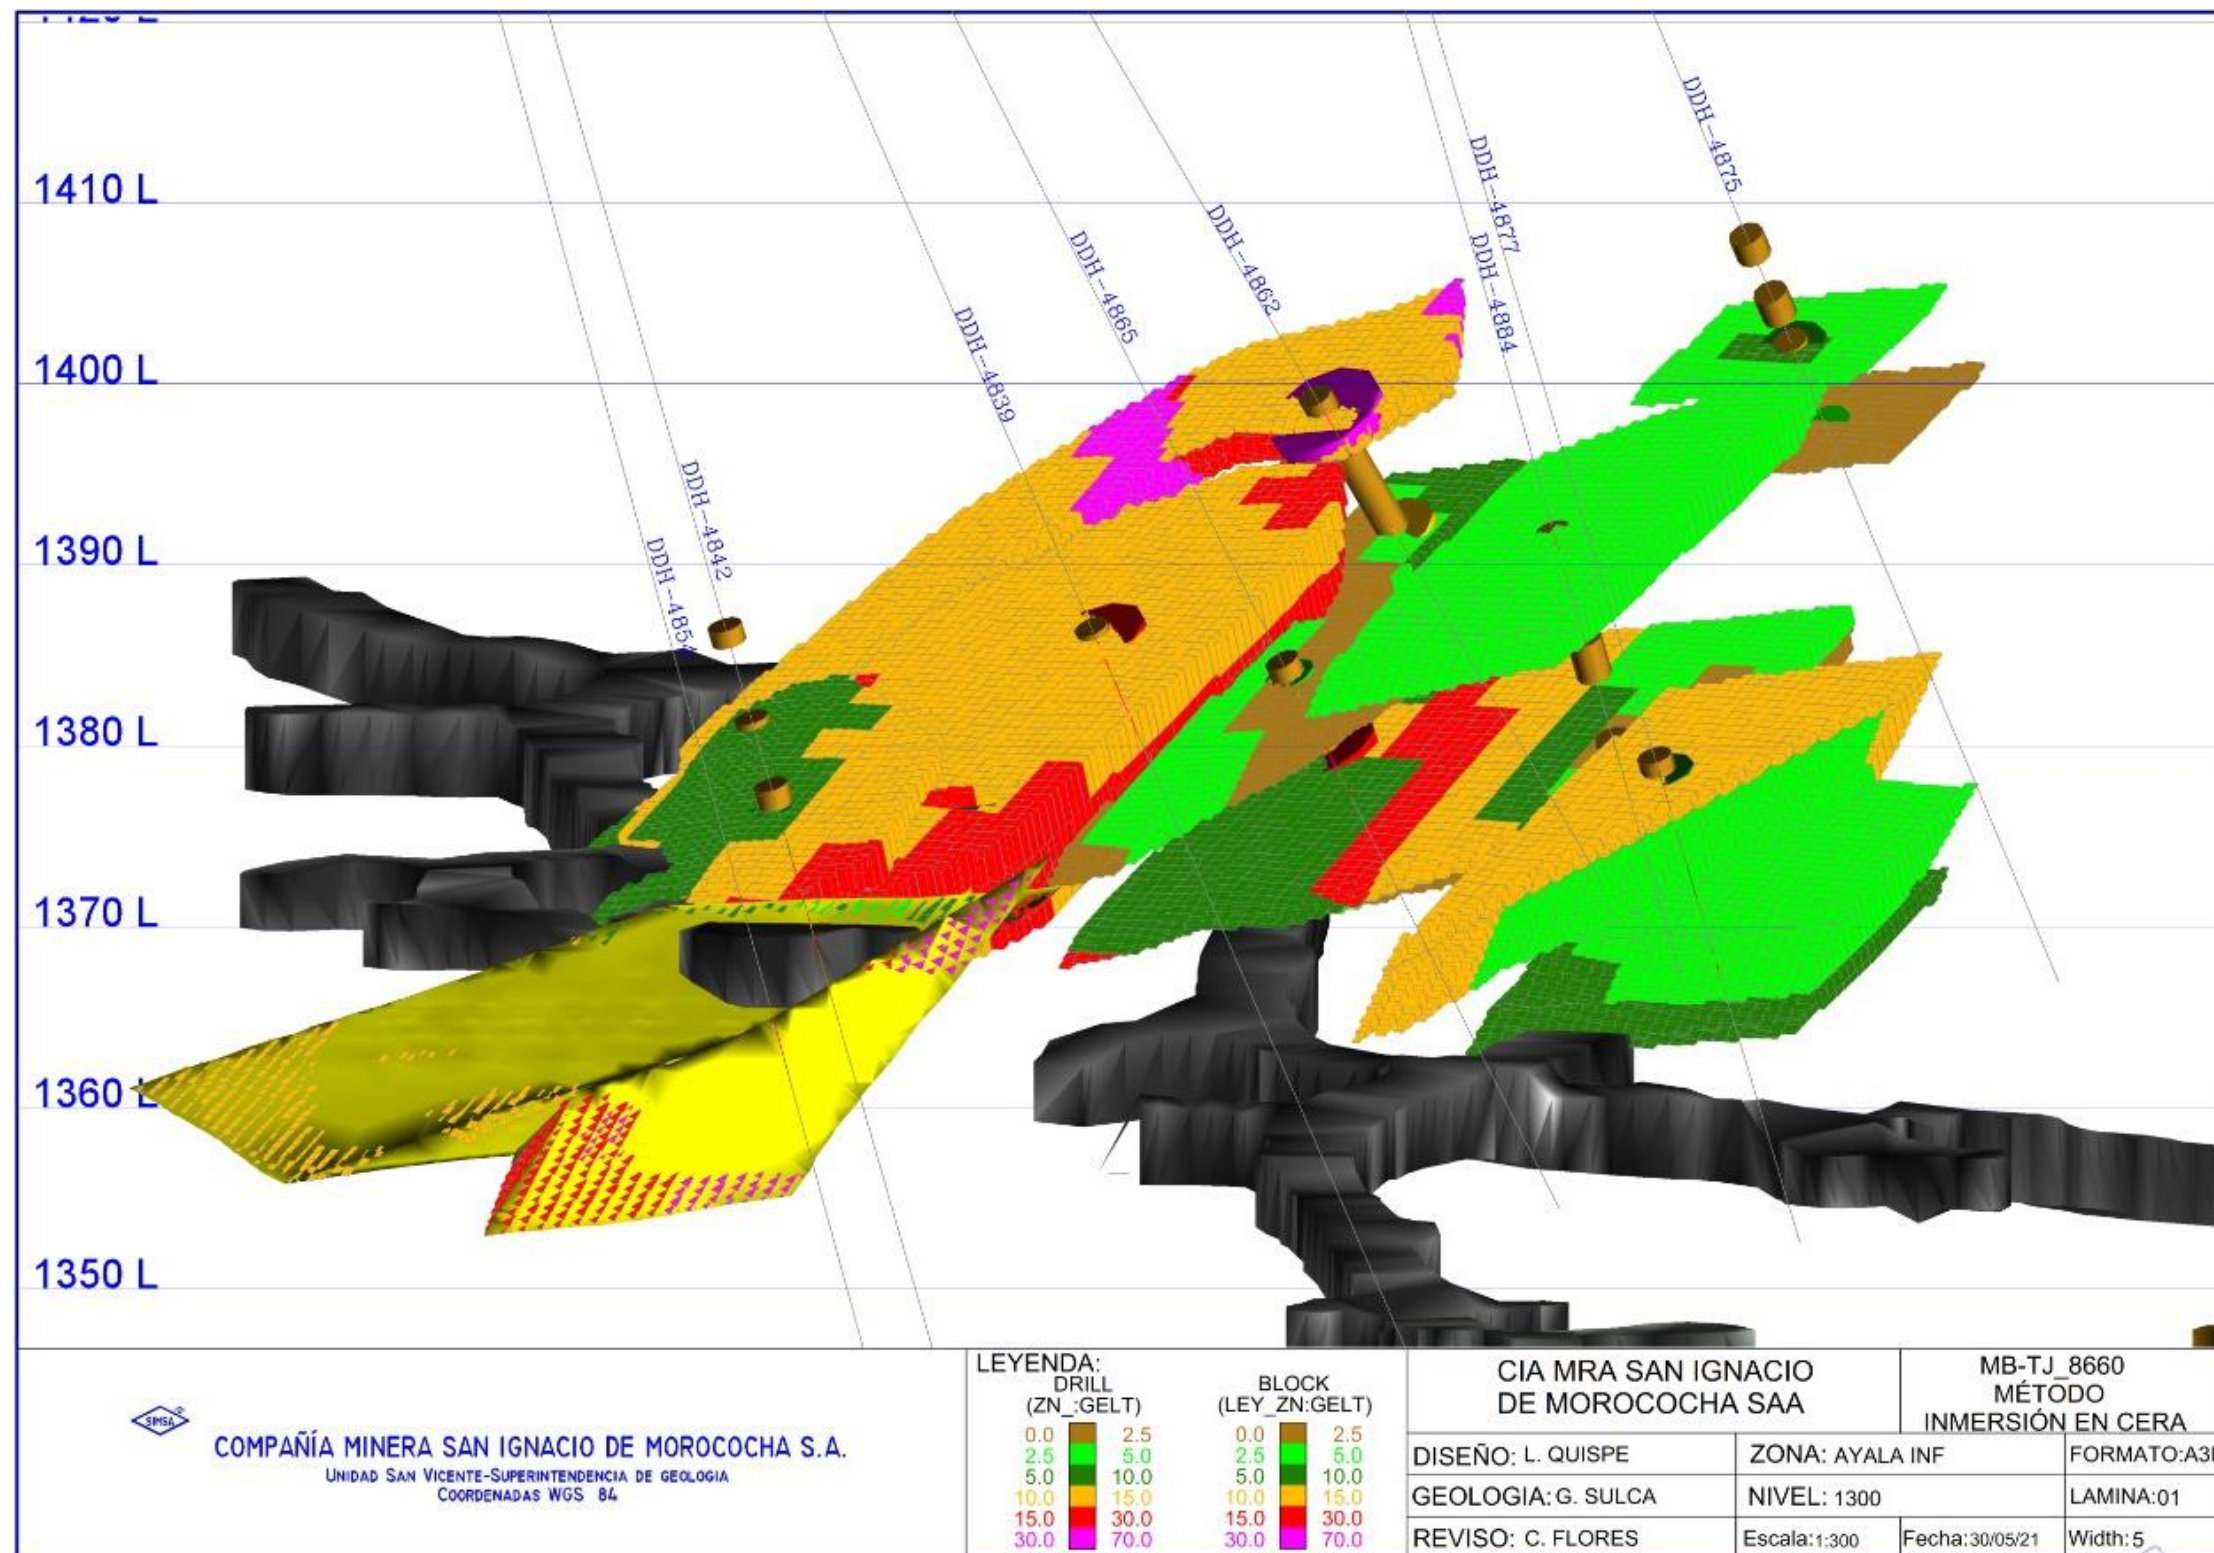 1410 L
1400 L
1390 L
1380 L
1370 L
1360 L
1350 L
DDH-4875
DDH-4877
DDH-4884
DDH-4862
DDH-4865
DDH-4839
DDH-4842
SIMSA
COMPAÑÍA MINERA SAN IGNACIO DE MOROCOCHA S.A.
UNIDAD SAN VICENTE-SUPERINTENDENCIA DE GEOLOGIA
COORDENADAS WGS 84
LEYENDA:
DRILL
(ZN_:GELT)
0.0 2.5
2.5 5.0
5.0 10.0
10.0 15.0
15.0 30.0
30.0 70.0
BLOCK
(LEY_ZN:GELT)
0.0 2.5
2.5 5.0
5.0 10.0
10.0 15.0
15.0 30.0
30.0 70.0
CIA MRA SAN IGNACIO
DE MOROCOCHA SAA
MB-TJ_8660
MÉTODO
INMERSIÓN EN CERA
DISEÑO: L. QUISPE
ZONA: AYALA INF
FORMATO:
GEOLOGIA: G. SULCA
NIVEL: 1300
LAMINA:01
REVISO: C. FLORES
Escala:1:300
Fecha:30/05/21
Width:5